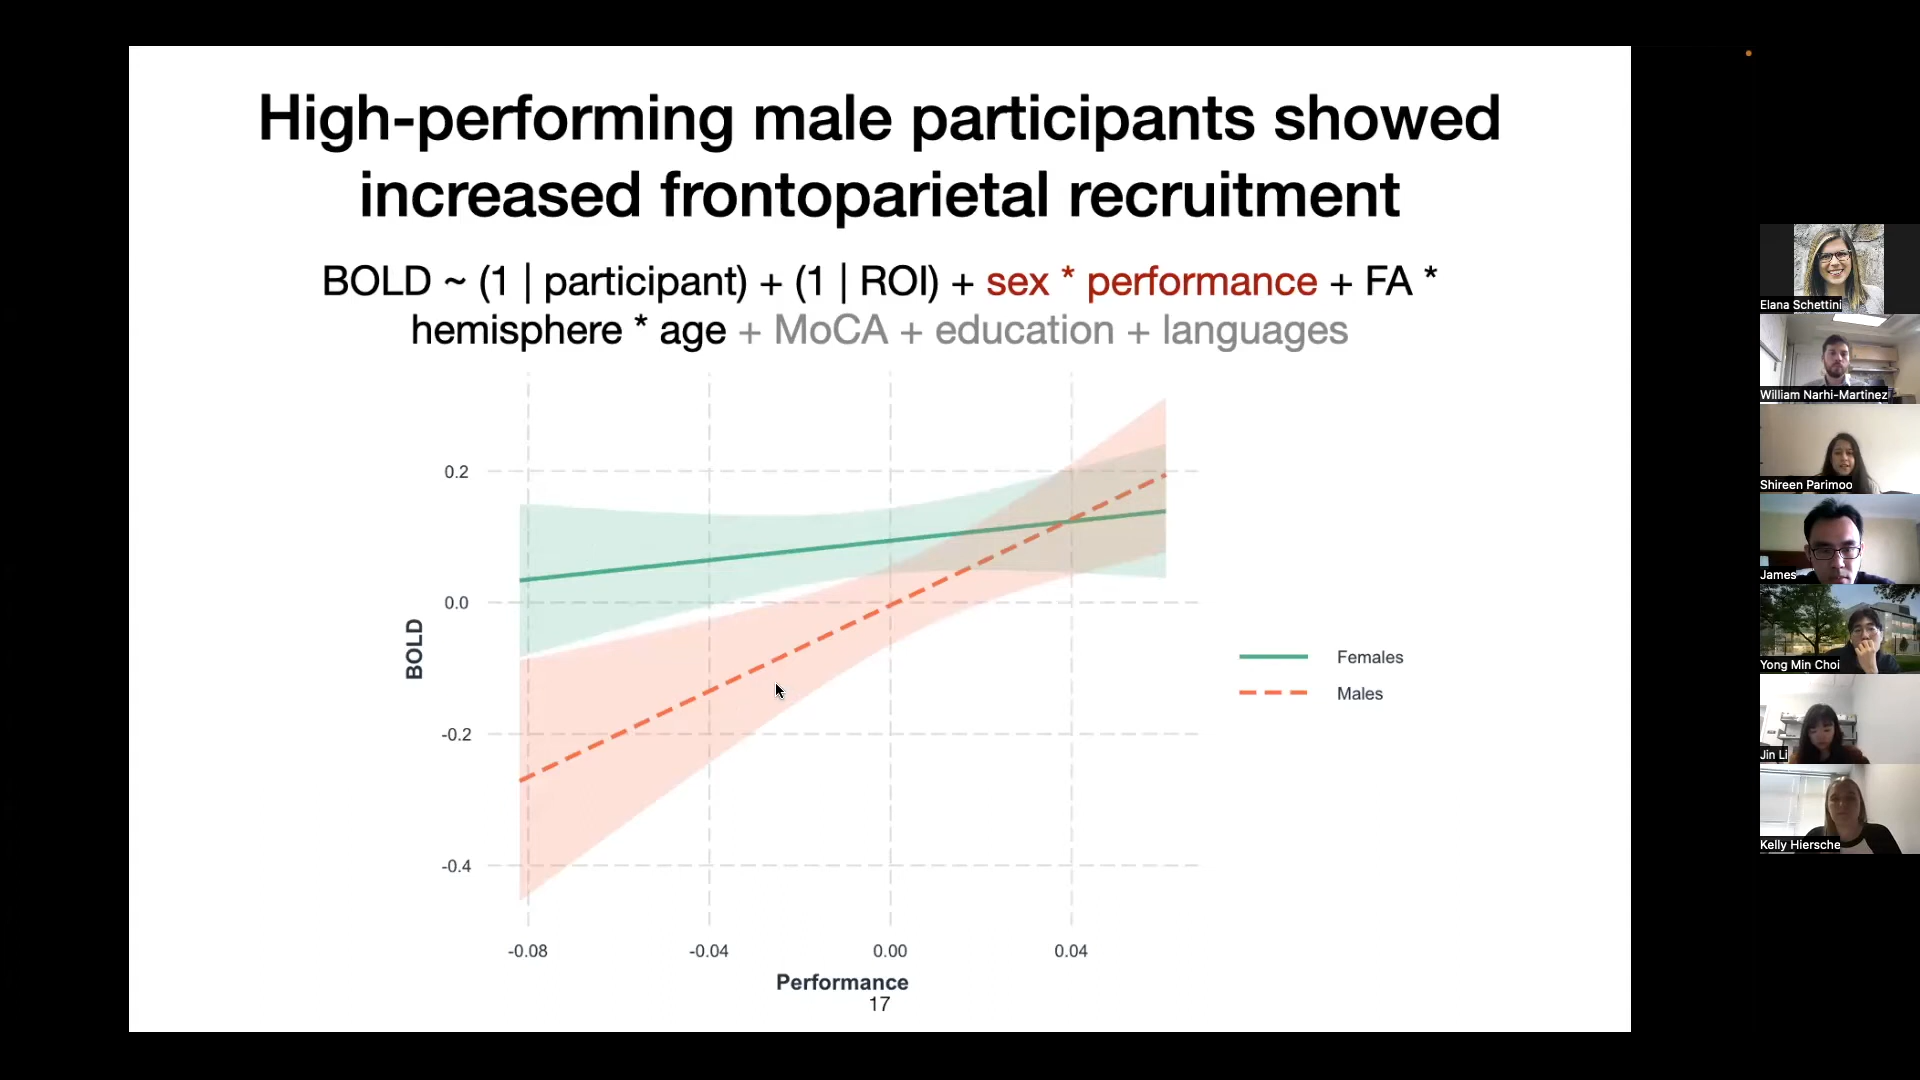 High-performing male participants showed
increased frontoparietal recruitment
BOLD ~ (1 | participant) + (1 | ROI) + sex * performance + FA *
hemisphere * age + MoCA + education + languages
0.2
0.0
-0.2
-0.4
BOLD
-0.08
-0.04
0.00
0.04
Performance
17
Females
Males
Elana Schettini
William Narhi-Martinez
Shireen Parimoo
James
Yong Min Choi
Jin Li
Kelly Hiersche